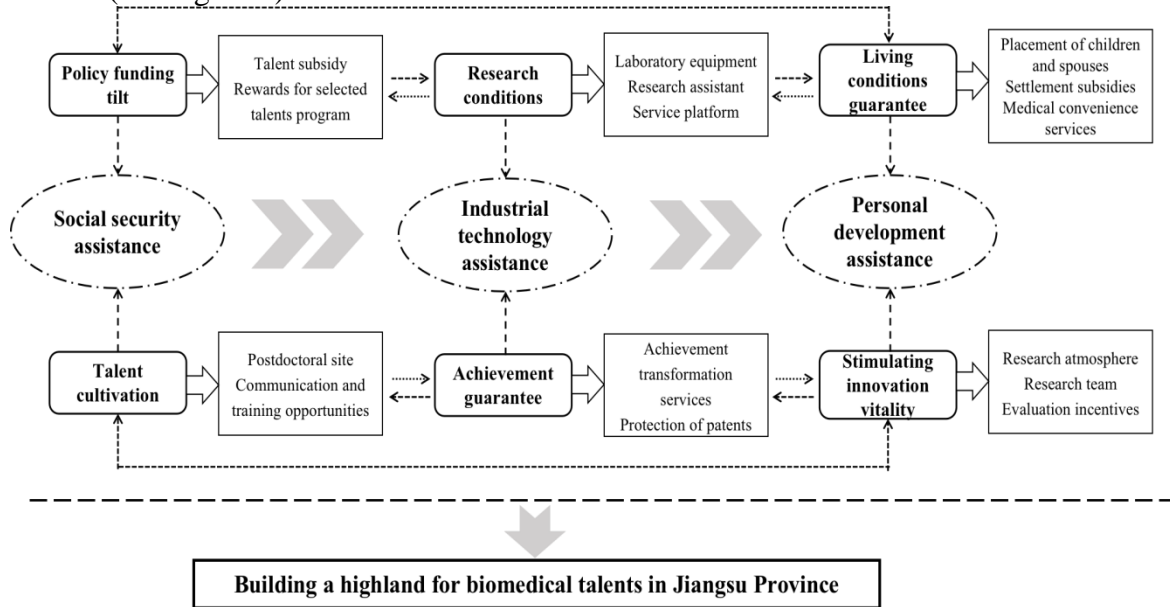 Policy funding
tilt
Talent subsidy
Rewards for selected
talents program
Research
conditions
Laboratory equipment
Research assistant
Service platform
Living
conditions
guarantee
Placement of children
and spouses
Settlement subsidies
Medical convenience
services
Social security
assistance
Industrial
technology
assistance
Personal
development
assistance
Talent
cultivation
Postdoctoral site
Communication and
training opportunities
Achievement
guarantee
Achievement
transformation
services
Protection of patents
Stimulating
innovation
vitality
Research atmosphere
Research team
Evaluation incentives
Building a highland for biomedical talents in Jiangsu Province